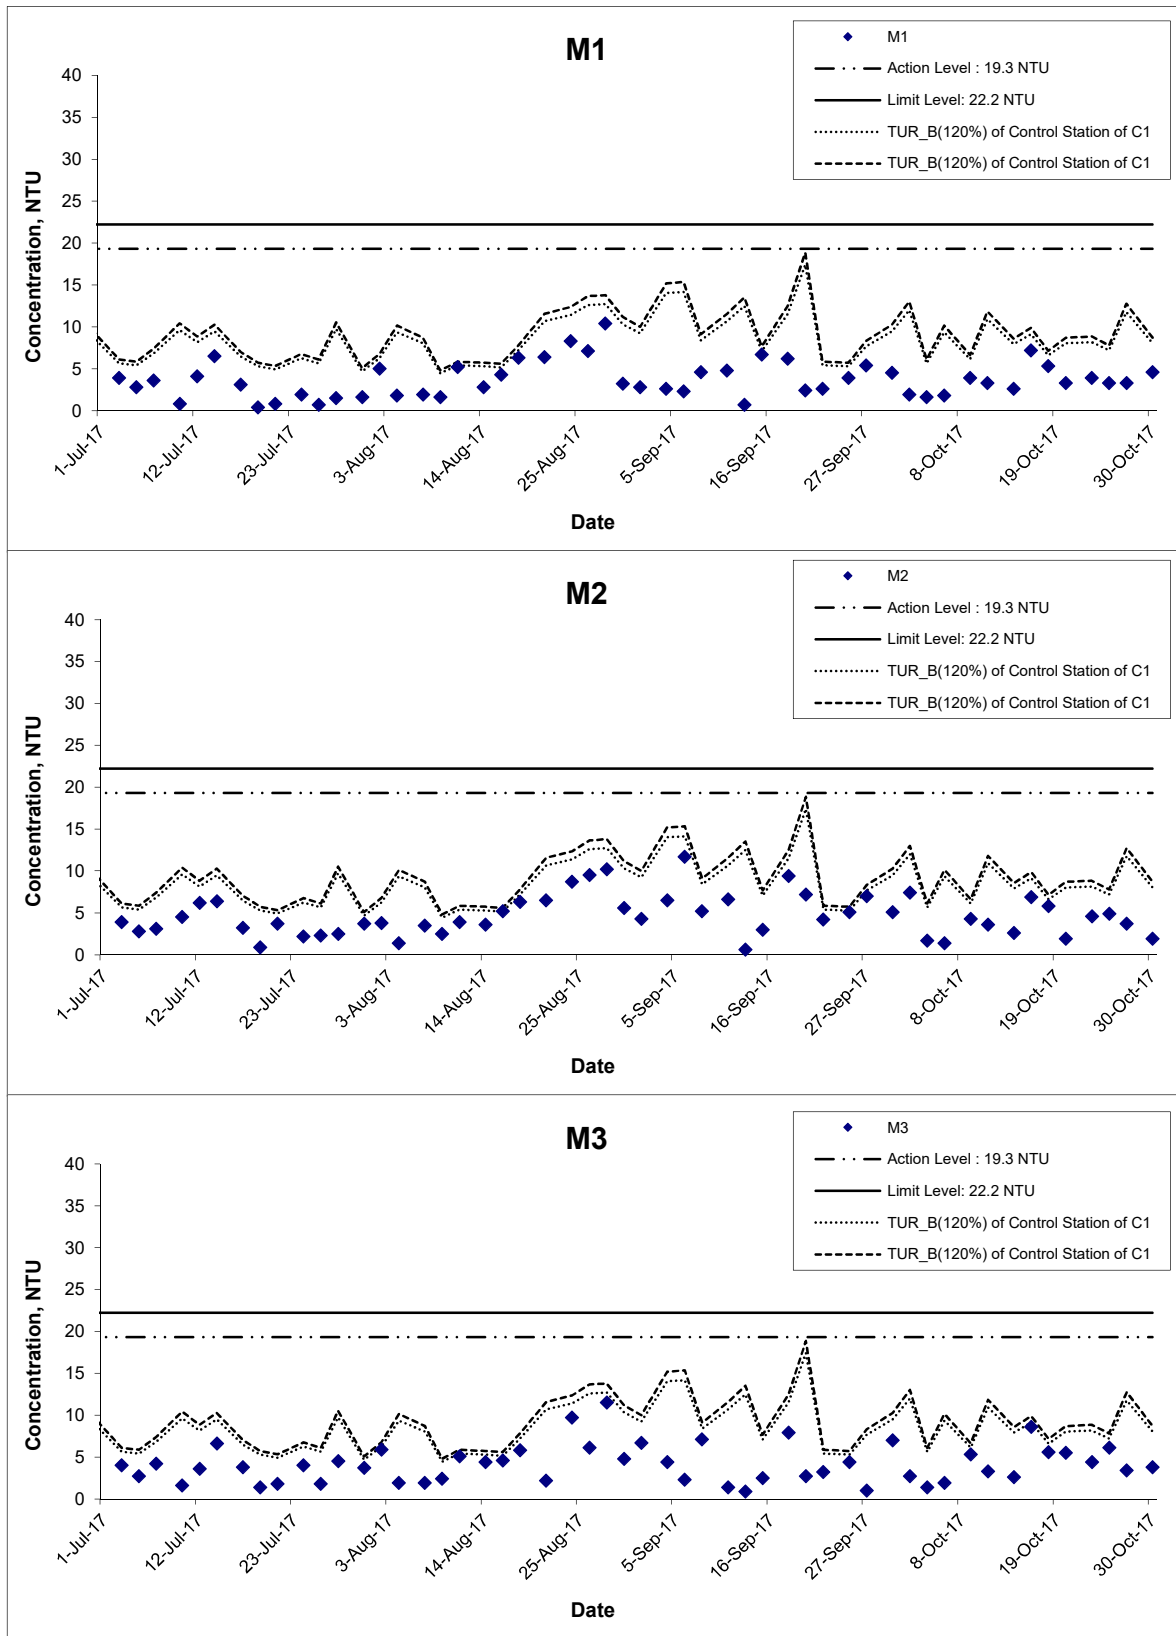 M1
M1
Action Level : 19.3 NTU
Limit Level: 22.2 NTU
TUR_B(120%) of Control Station of C1
TUR_B(120%) of Control Station of C1
Concentration, NTU
40
35
30
25
20
15
10
5
0
1-Jul-17
12-Jul-17
23-Jul-17
3-Aug-17
14-Aug-17
25-Aug-17
5-Sep-17
16-Sep-17
27-Sep-17
8-Oct-17
19-Oct-17
30-Oct-17
Date
M2
M2
Action Level : 19.3 NTU
Limit Level: 22.2 NTU
TUR_B(120%) of Control Station of C1
TUR_B(120%) of Control Station of C1
Concentration, NTU
40
35
30
25
20
15
10
5
0
1-Jul-17
12-Jul-17
23-Jul-17
3-Aug-17
14-Aug-17
25-Aug-17
5-Sep-17
16-Sep-17
27-Sep-17
8-Oct-17
19-Oct-17
30-Oct-17
Date
M3
M3
Action Level : 19.3 NTU
Limit Level: 22.2 NTU
TUR_B(120%) of Control Station of C1
TUR_B(120%) of Control Station of C1
Concentration, NTU
40
35
30
25
20
15
10
5
0
1-Jul-17
12-Jul-17
23-Jul-17
3-Aug-17
14-Aug-17
25-Aug-17
5-Sep-17
16-Sep-17
27-Sep-17
8-Oct-17
19-Oct-17
30-Oct-17
Date